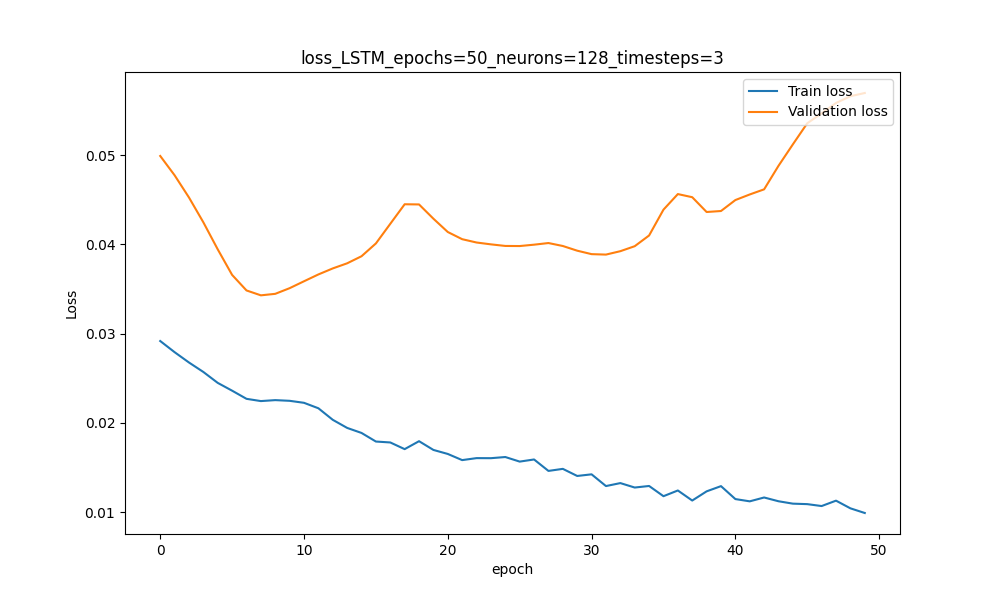 loss_LSTM_epochs=50_neurons=128_timesteps=3
Train loss
Validation loss
0.05
0.04
0.03
0.02
0.01
Loss
0 10 20 30 40 50
epoch